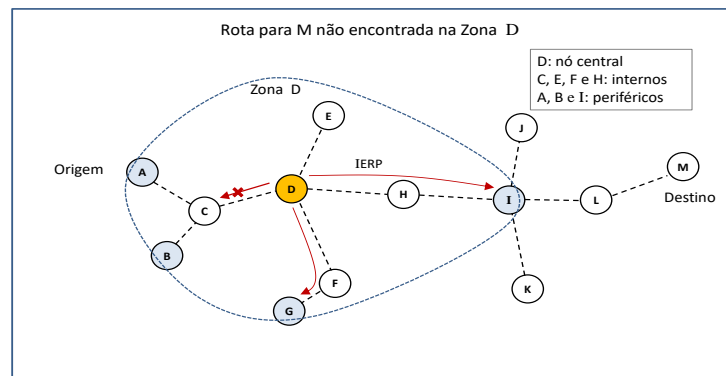 Rota para M não encontrada na Zona D
D: nó central
C, E, F e H: internos
A, B e I: periféricos
Zona D
E
J
IERP
M
Origem
A
D
H
I
L
Destino
C
B
F
K
G